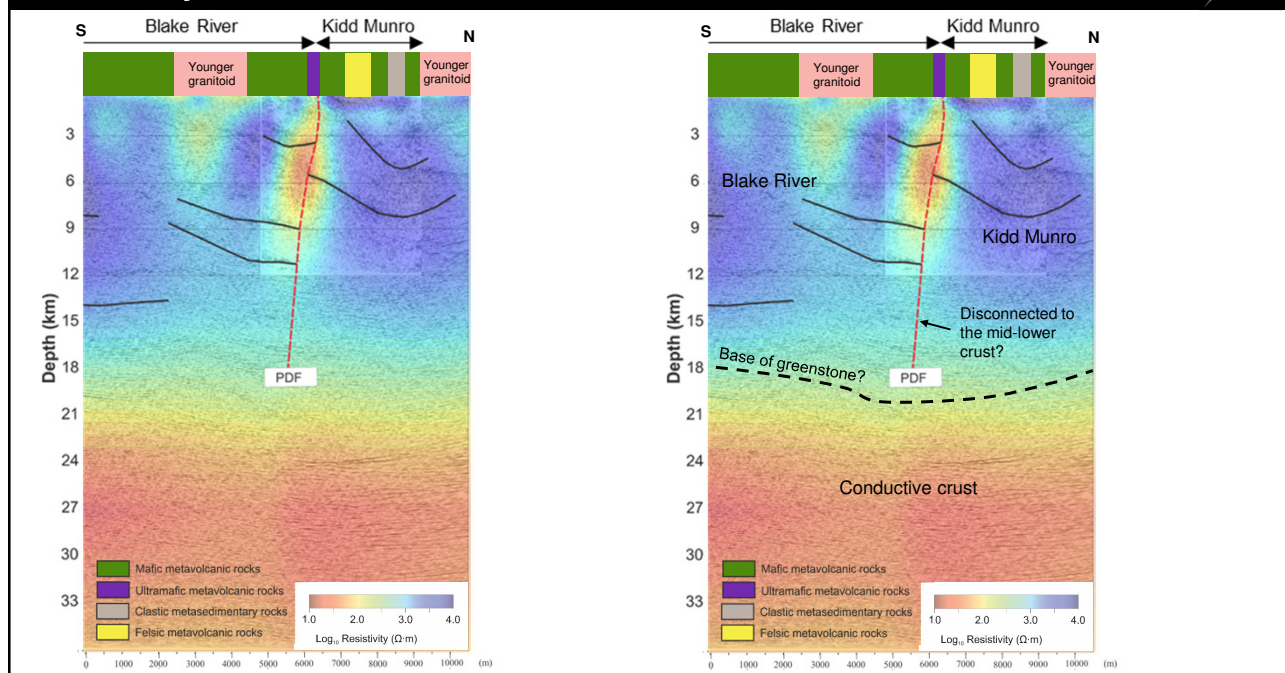 Blake River
Kidd Munro
S
N
Younger
granitoid
Younger
granitoid
3
6
9
12
15
18
21
24
27
30
33
Depth (km)
PDF
Mafic metavolcanic rocks
Ultramafic metavolcanic rocks
Clastic metasedimentary rocks
Felsic metavolcanic rocks
1.0 2.0 3.0 4.0
Log₁₀ Resistivity (Ω·m)
0 1000 2000 3000 4000 5000 6000 7000 8000 9000 10000 (m)
Blake River
Kidd Munro
S
N
Younger
granitoid
Younger
granitoid
3
6
9
12
15
18
21
24
27
30
33
Depth (km)
Blake River
Kidd Munro
Disconnected to
the mid-lower
crust?
Base of greenstone?
PDF
Conductive crust
Mafic metavolcanic rocks
Ultramafic metavolcanic rocks
Clastic metasedimentary rocks
Felsic metavolcanic rocks
1.0 2.0 3.0 4.0
Log₁₀ Resistivity (Ω·m)
0 1000 2000 3000 4000 5000 6000 7000 8000 9000 10000 (m)